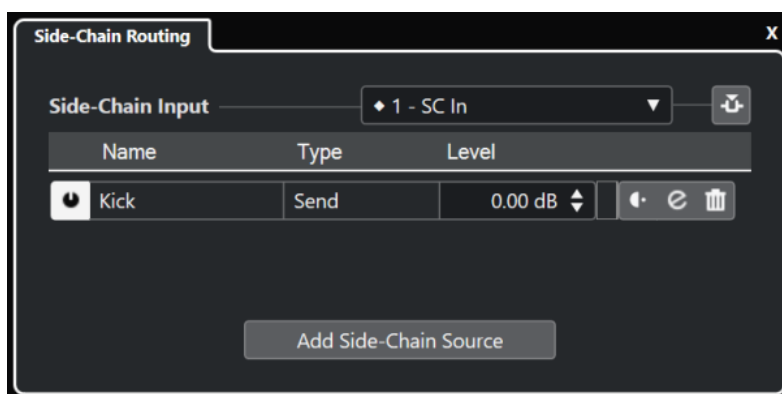 Side-Chain Routing X
Side-Chain Input 1 - SC In
Name Type Level
Kick Send 0.00 dB
Add Side-Chain Source